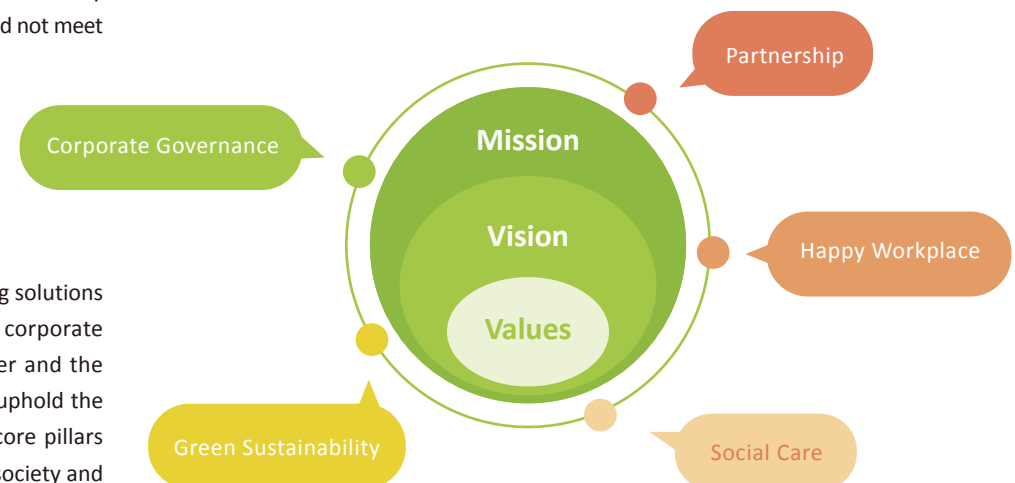 d not meet
g solutions
corporate
er and the
uphold the
core pillars
society and
Partnership
Corporate Governance
Mission
Vision
Happy Workplace
Values
Green Sustainability
Social Care